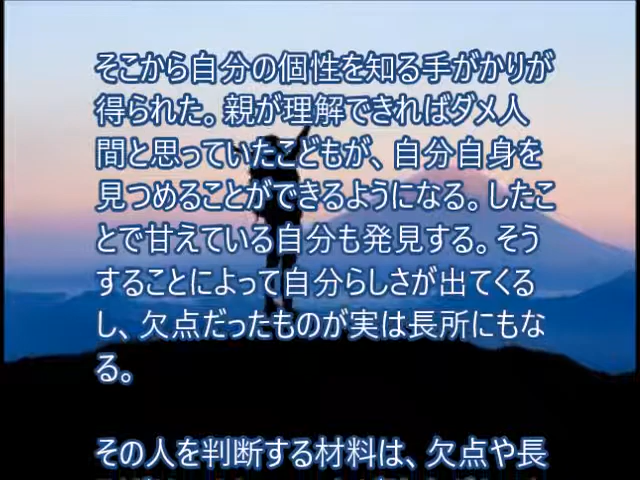 そこから自分の個性を知る手がかりが
得られた。親が理解できればダメ人
間と思っていたこどもが、自分自身を
見つめることができるようになる。したこ
とで甘えている自分も発見する。そう
することによって自分らしさが出てくる
し、欠点だったものが実は長所にもな
る。
その人を判断する材料は、欠点や長